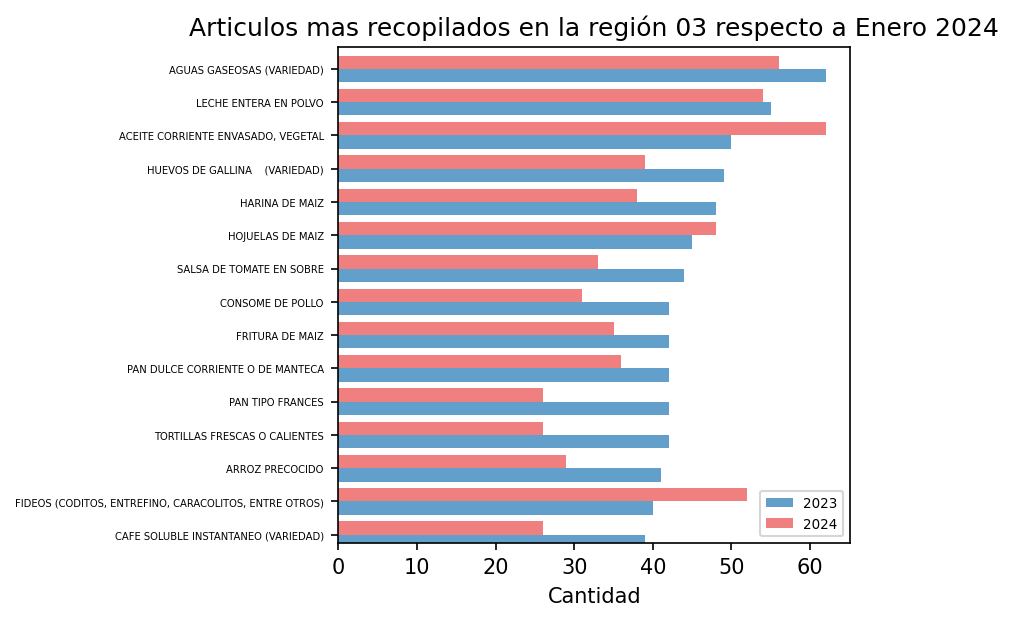 Articulos mas recopilados en la región 03 respecto a Enero 2024
AGUAS GASEOSAS (VARIEDAD)
LECHE ENTERA EN POLVO
ACEITE CORRIENTE ENVASADO, VEGETAL
HUEVOS DE GALLINA    (VARIEDAD)
HARINA DE MAIZ
HOJUELAS DE MAIZ
SALSA DE TOMATE EN SOBRE
CONSOME DE POLLO
FRITURA DE MAIZ
PAN DULCE CORRIENTE O DE MANTECA
PAN TIPO FRANCES
TORTILLAS FRESCAS O CALIENTES
ARROZ PRECOCIDO
FIDEOS (CODITOS, ENTREFINO, CARACOLITOS, ENTRE OTROS)
CAFE SOLUBLE INSTANTANEO (VARIEDAD)
2023
2024
0 10 20 30 40 50 60
Cantidad